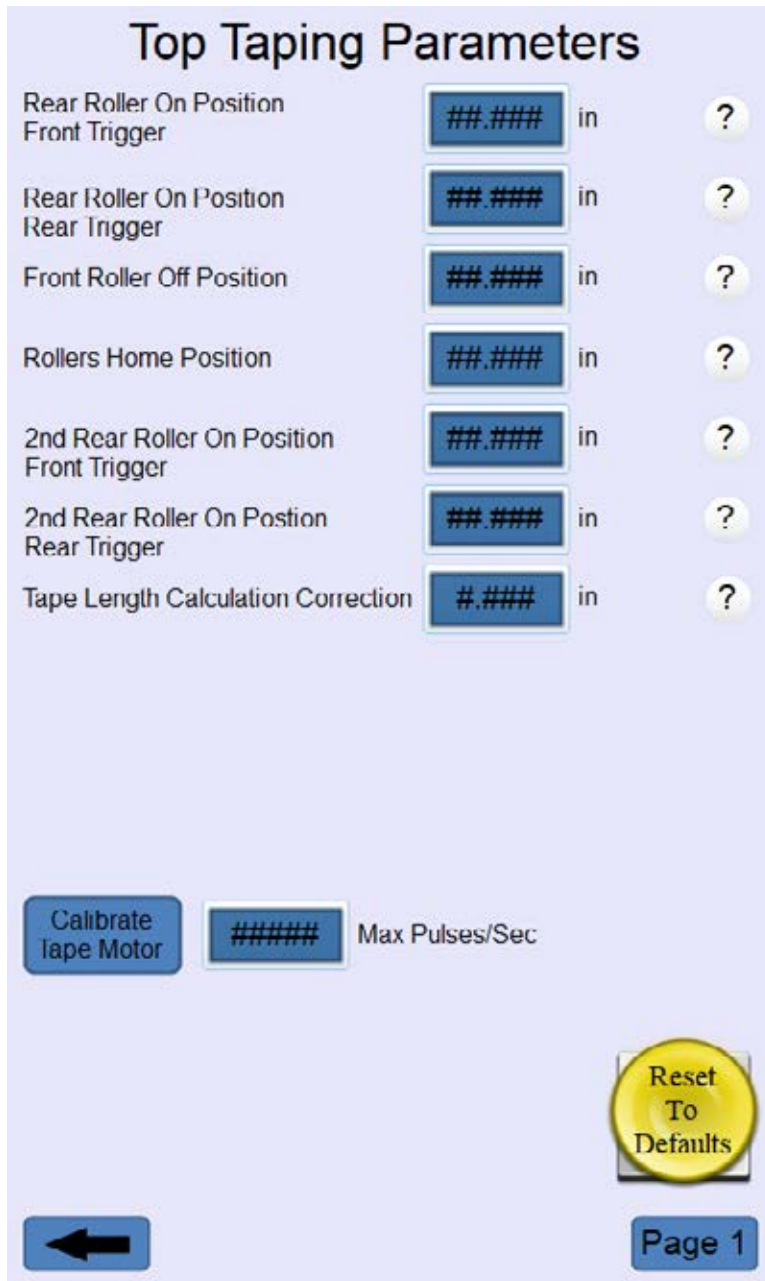 Top Taping Parameters
Rear Roller On Position
Front Trigger
##.### in ?
Rear Roller On Position
Rear Trigger
##.### in ?
Front Roller Off Position ##.### in ?
Rollers Home Position ##.### in ?
2nd Rear Roller On Position
Front Trigger
##.### in ?
2nd Rear Roller On Postion
Rear Trigger
##.### in ?
Tape Length Calculation Correction #.### in ?
Calibrate
Tape Motor
##### Max Pulses/Sec
Reset
To
Defaults
Page 1